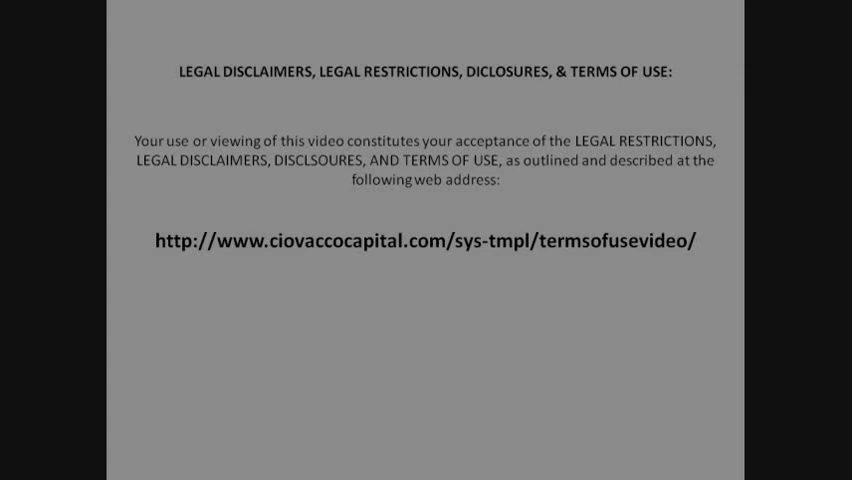 LEGAL DISCLAIMERS, LEGAL RESTRICTIONS, DICLOSURES, & TERMS OF USE:
Your use or viewing of this video constitutes your acceptance of the LEGAL RESTRICTIONS,
LEGAL DISCLAIMERS, DISCLSOURES, AND TERMS OF USE, as outlined and described at the
following web address:
http://www.ciovaccocapital.com/sys-tmpl/termsofusevideo/